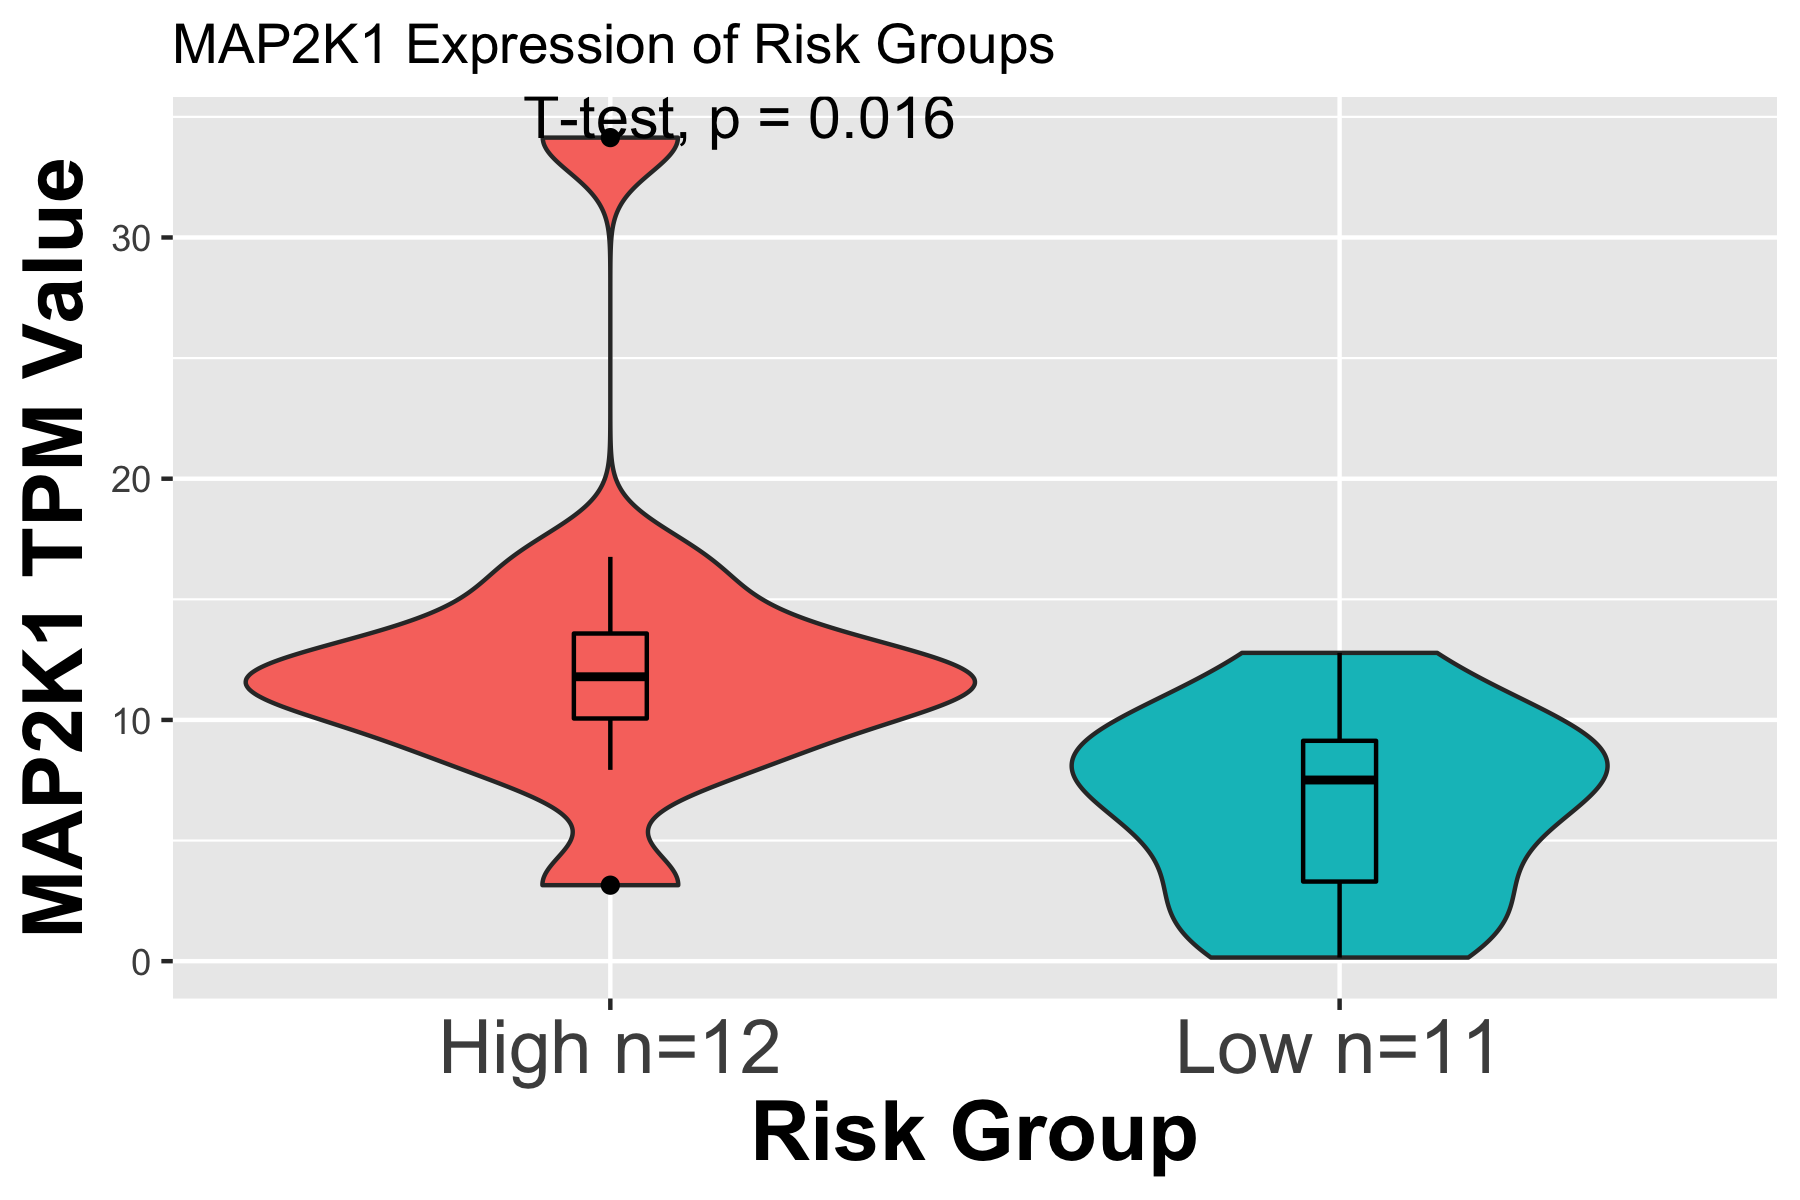 MAP2K1 Expression of Risk Groups
T-test, p = 0.016
MAP2K1 TPM Value
30
20
10
0
High n=12
Low n=11
Risk Group